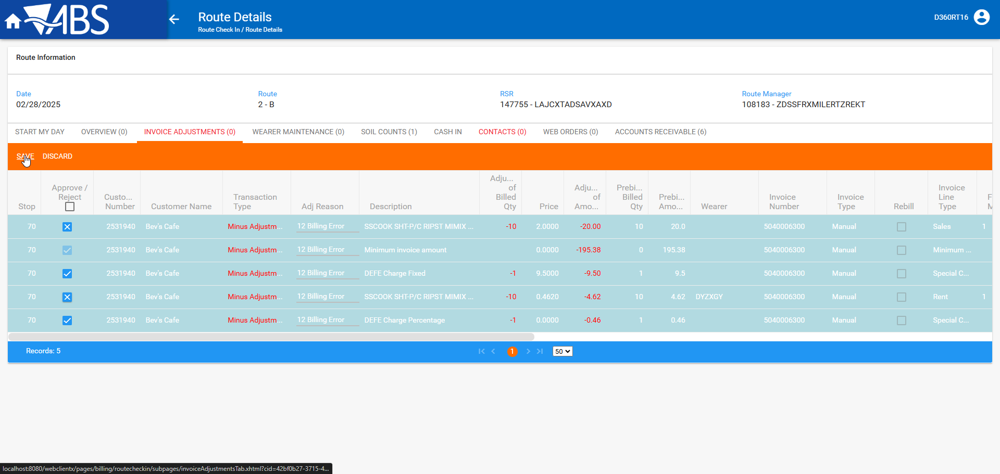 ABS
Route Details
Route Check In / Route Details
D360RT16
Route Information
Date
02/28/2025
Route
2 - B
RSR
147755 - LAJCXTADSAVXAXD
Route Manager
108183 - ZDSSFRXMILERTZREKT
START MY DAY OVERVIEW (0) INVOICE ADJUSTMENTS (0) WEARER MAINTENANCE (0) SOIL COUNTS (1) CASH IN CONTACTS (0) WEB ORDERS (0) ACCOUNTS RECEIVABLE (6)
SAVE DISCARD
Stop
Approve /
Reject
Custo...
Number
Customer Name
Transaction
Type
Adj Reason
Description
Adju...
of
Billed
Qty
Price
Adju...
of
Amo...
Prebi...
Billed
Qty
Prebi...
Amo...
Wearer
Invoice
Number
Invoice
Type
Rebill
Invoice
Line
Type
F
M
70 2531940 Bev's Cafe Minus Adjustm... 12 Billing Error SSCOOK SHT-P/C RIPST MIMIX ... -10 2.0000 -20.00 10 20.0 5040006300 Manual Sales 1
70 2531940 Bev's Cafe Minus Adjustm... 12 Billing Error Minimum invoice amount 0.0000 -195.38 0 195.38 5040006300 Manual Minimum ...
70 2531940 Bev's Cafe Minus Adjustm... 12 Billing Error DEFE Charge Fixed -1 9.5000 -9.50 1 9.5 5040006300 Manual Special C...
70 2531940 Bev's Cafe Minus Adjustm... 12 Billing Error SSCOOK SHT-P/C RIPST MIMIX ... -10 0.4620 -4.62 10 4.62 DYZXGY 5040006300 Manual Rent 1
70 2531940 Bev's Cafe Minus Adjustm... 12 Billing Error DEFE Charge Percentage -1 0.0000 -0.46 1 0.46 5040006300 Manual Special C...
Records: 5
1
50
localhost:8080/webclientx/pages/billing/routecheckin/subpages/invoiceAdjustmentsTab.xhtml?cid=42bf0b27-3715-4...